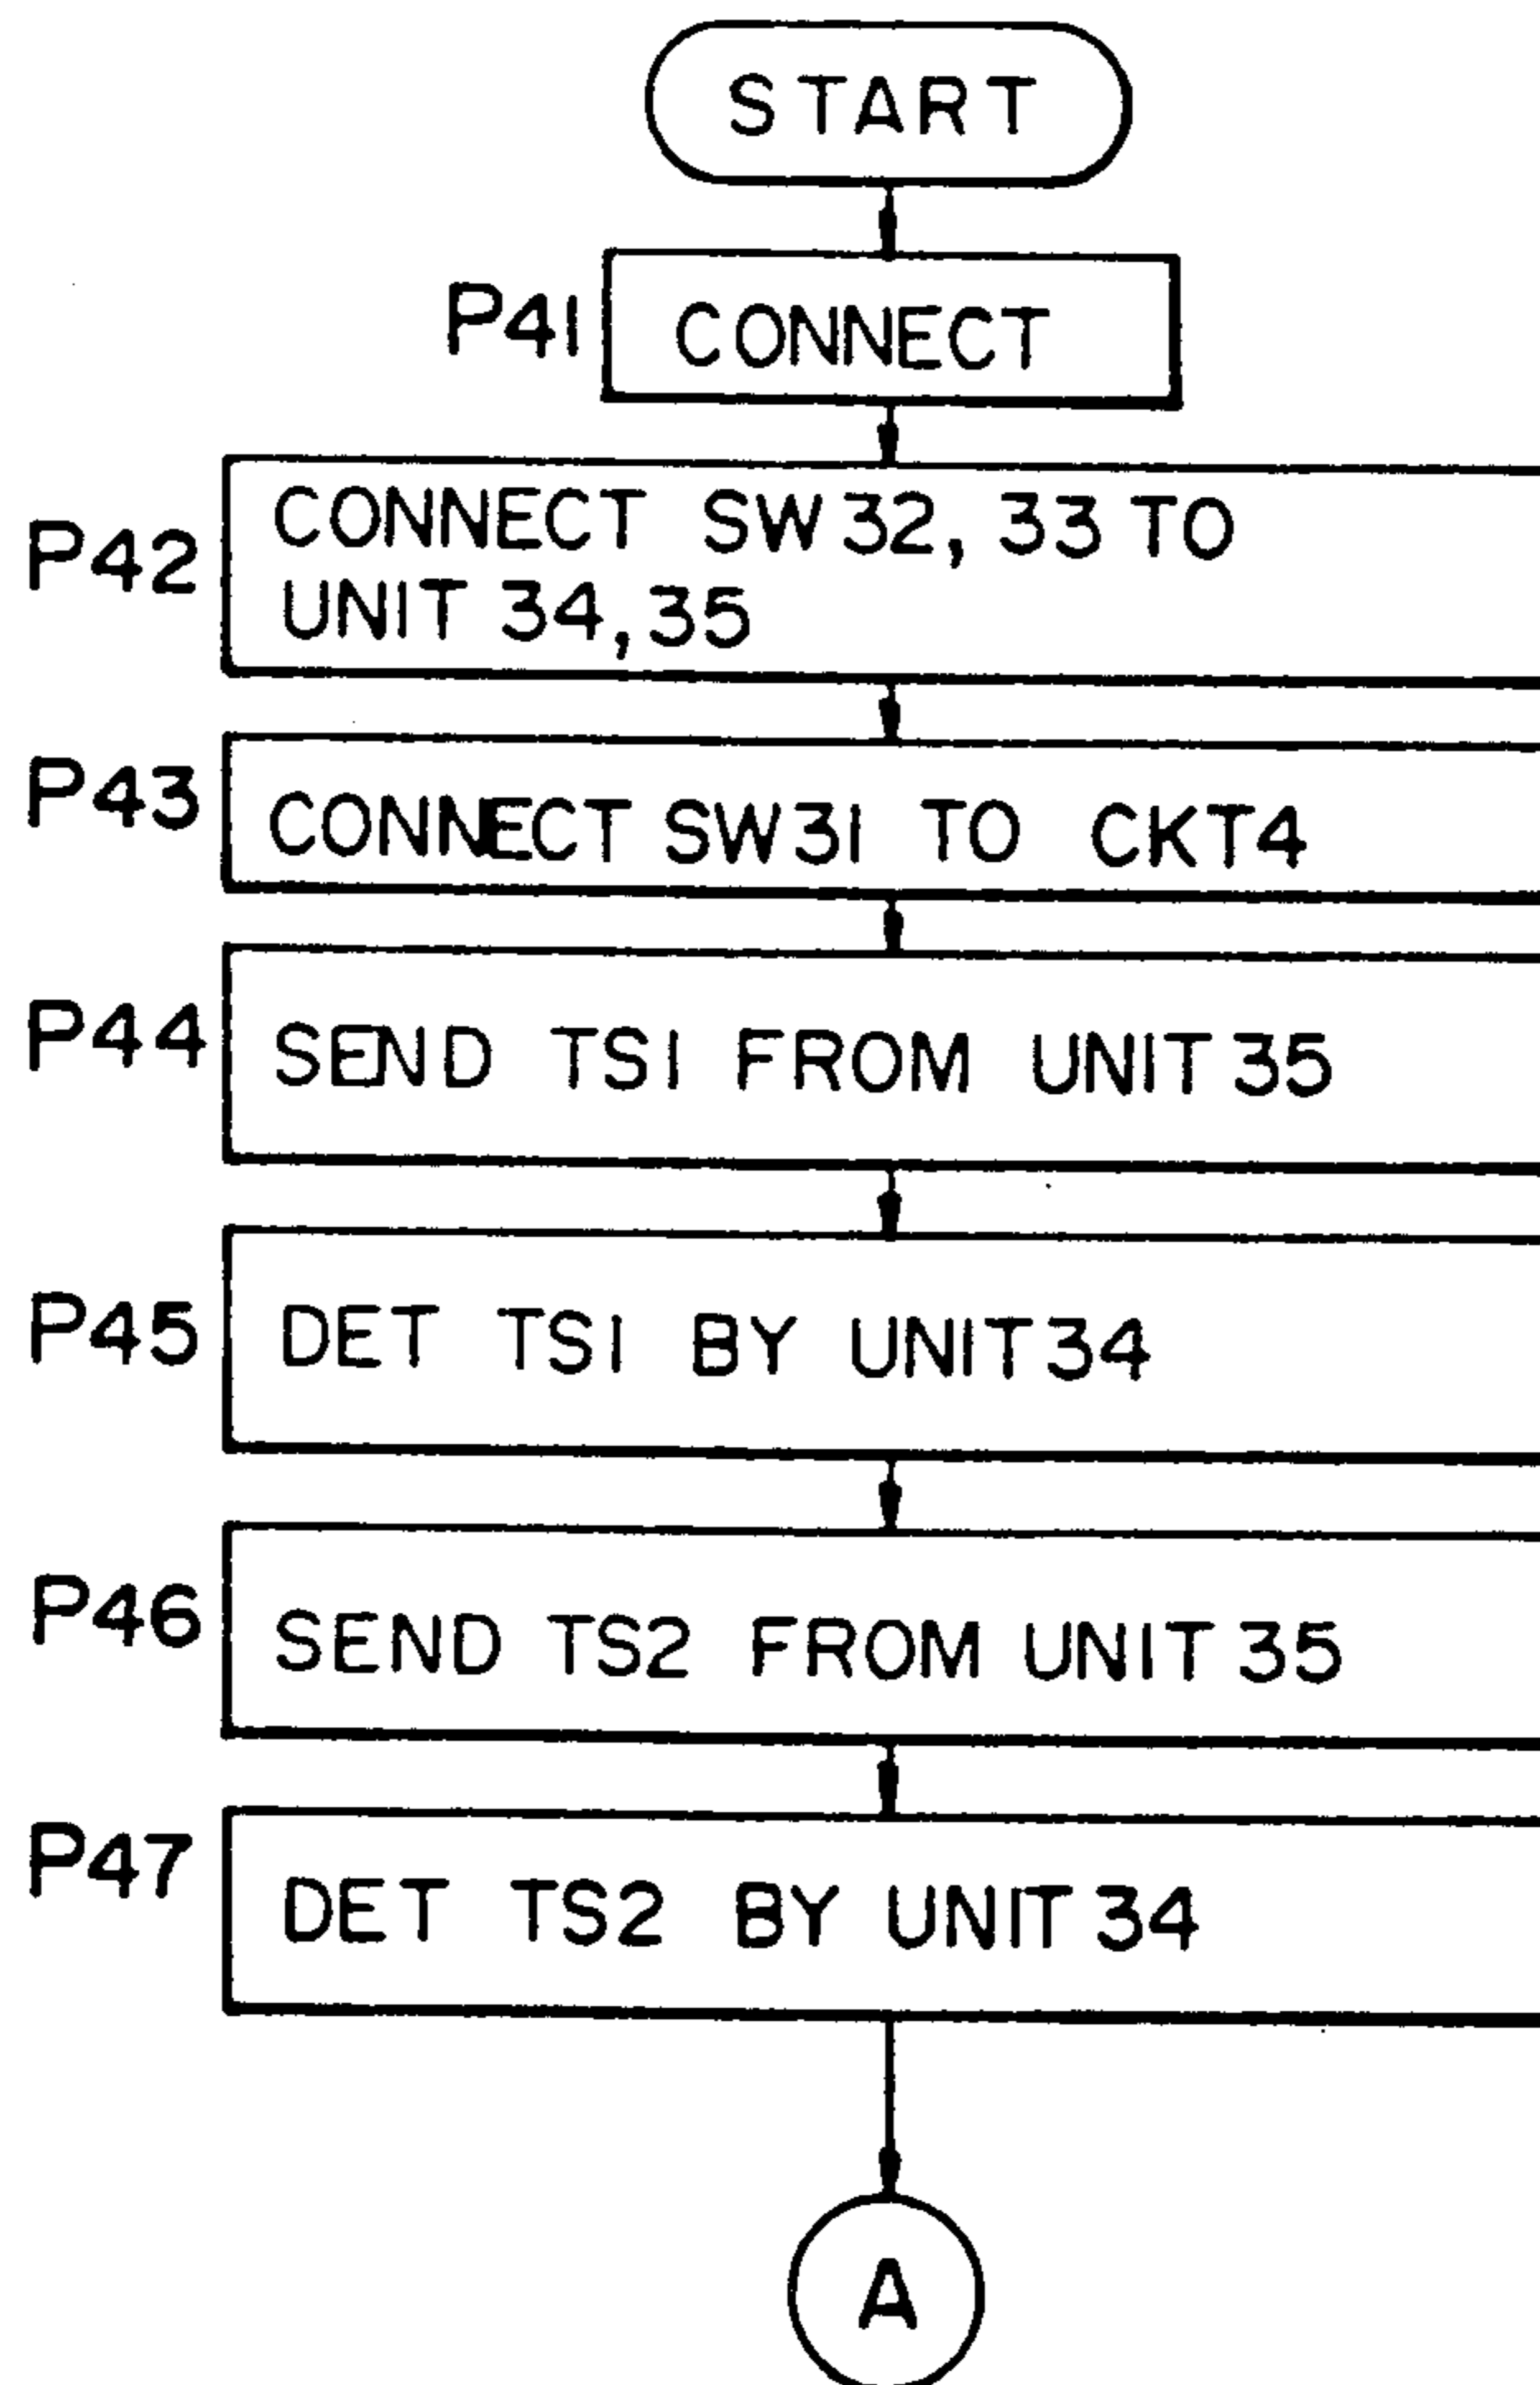 START
P41
CONNECT
P42
CONNECT SW32, 33 TO
UNIT 34,35
P43
CONNECT SW31 TO CKT4
P44
SEND TS1 FROM UNIT 35
P45
DET TS1 BY UNIT 34
P46
SEND TS2 FROM UNIT 35
P47
DET TS2 BY UNIT 34
A